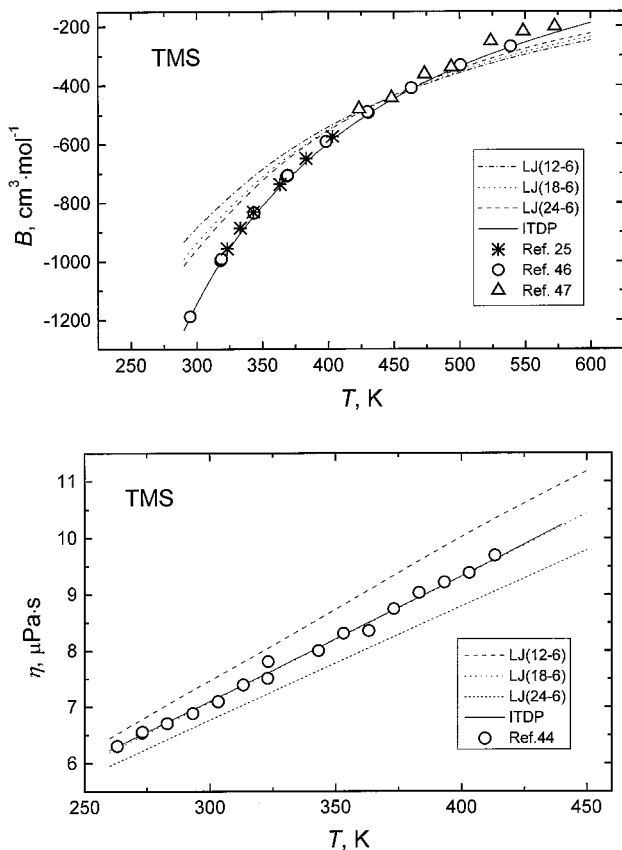 TMS
B, cm³·mol⁻¹
-200
-400
-600
-800
-1000
-1200
LJ(12-6)
LJ(18-6)
LJ(24-6)
ITDP
Ref. 25
Ref. 46
Ref. 47
250 300 350 400 450 500 550 600
T, K
TMS
η, μPa·s
11
10
9
8
7
6
LJ(12-6)
LJ(18-6)
LJ(24-6)
ITDP
Ref.44
250 300 350 400 450
T, K